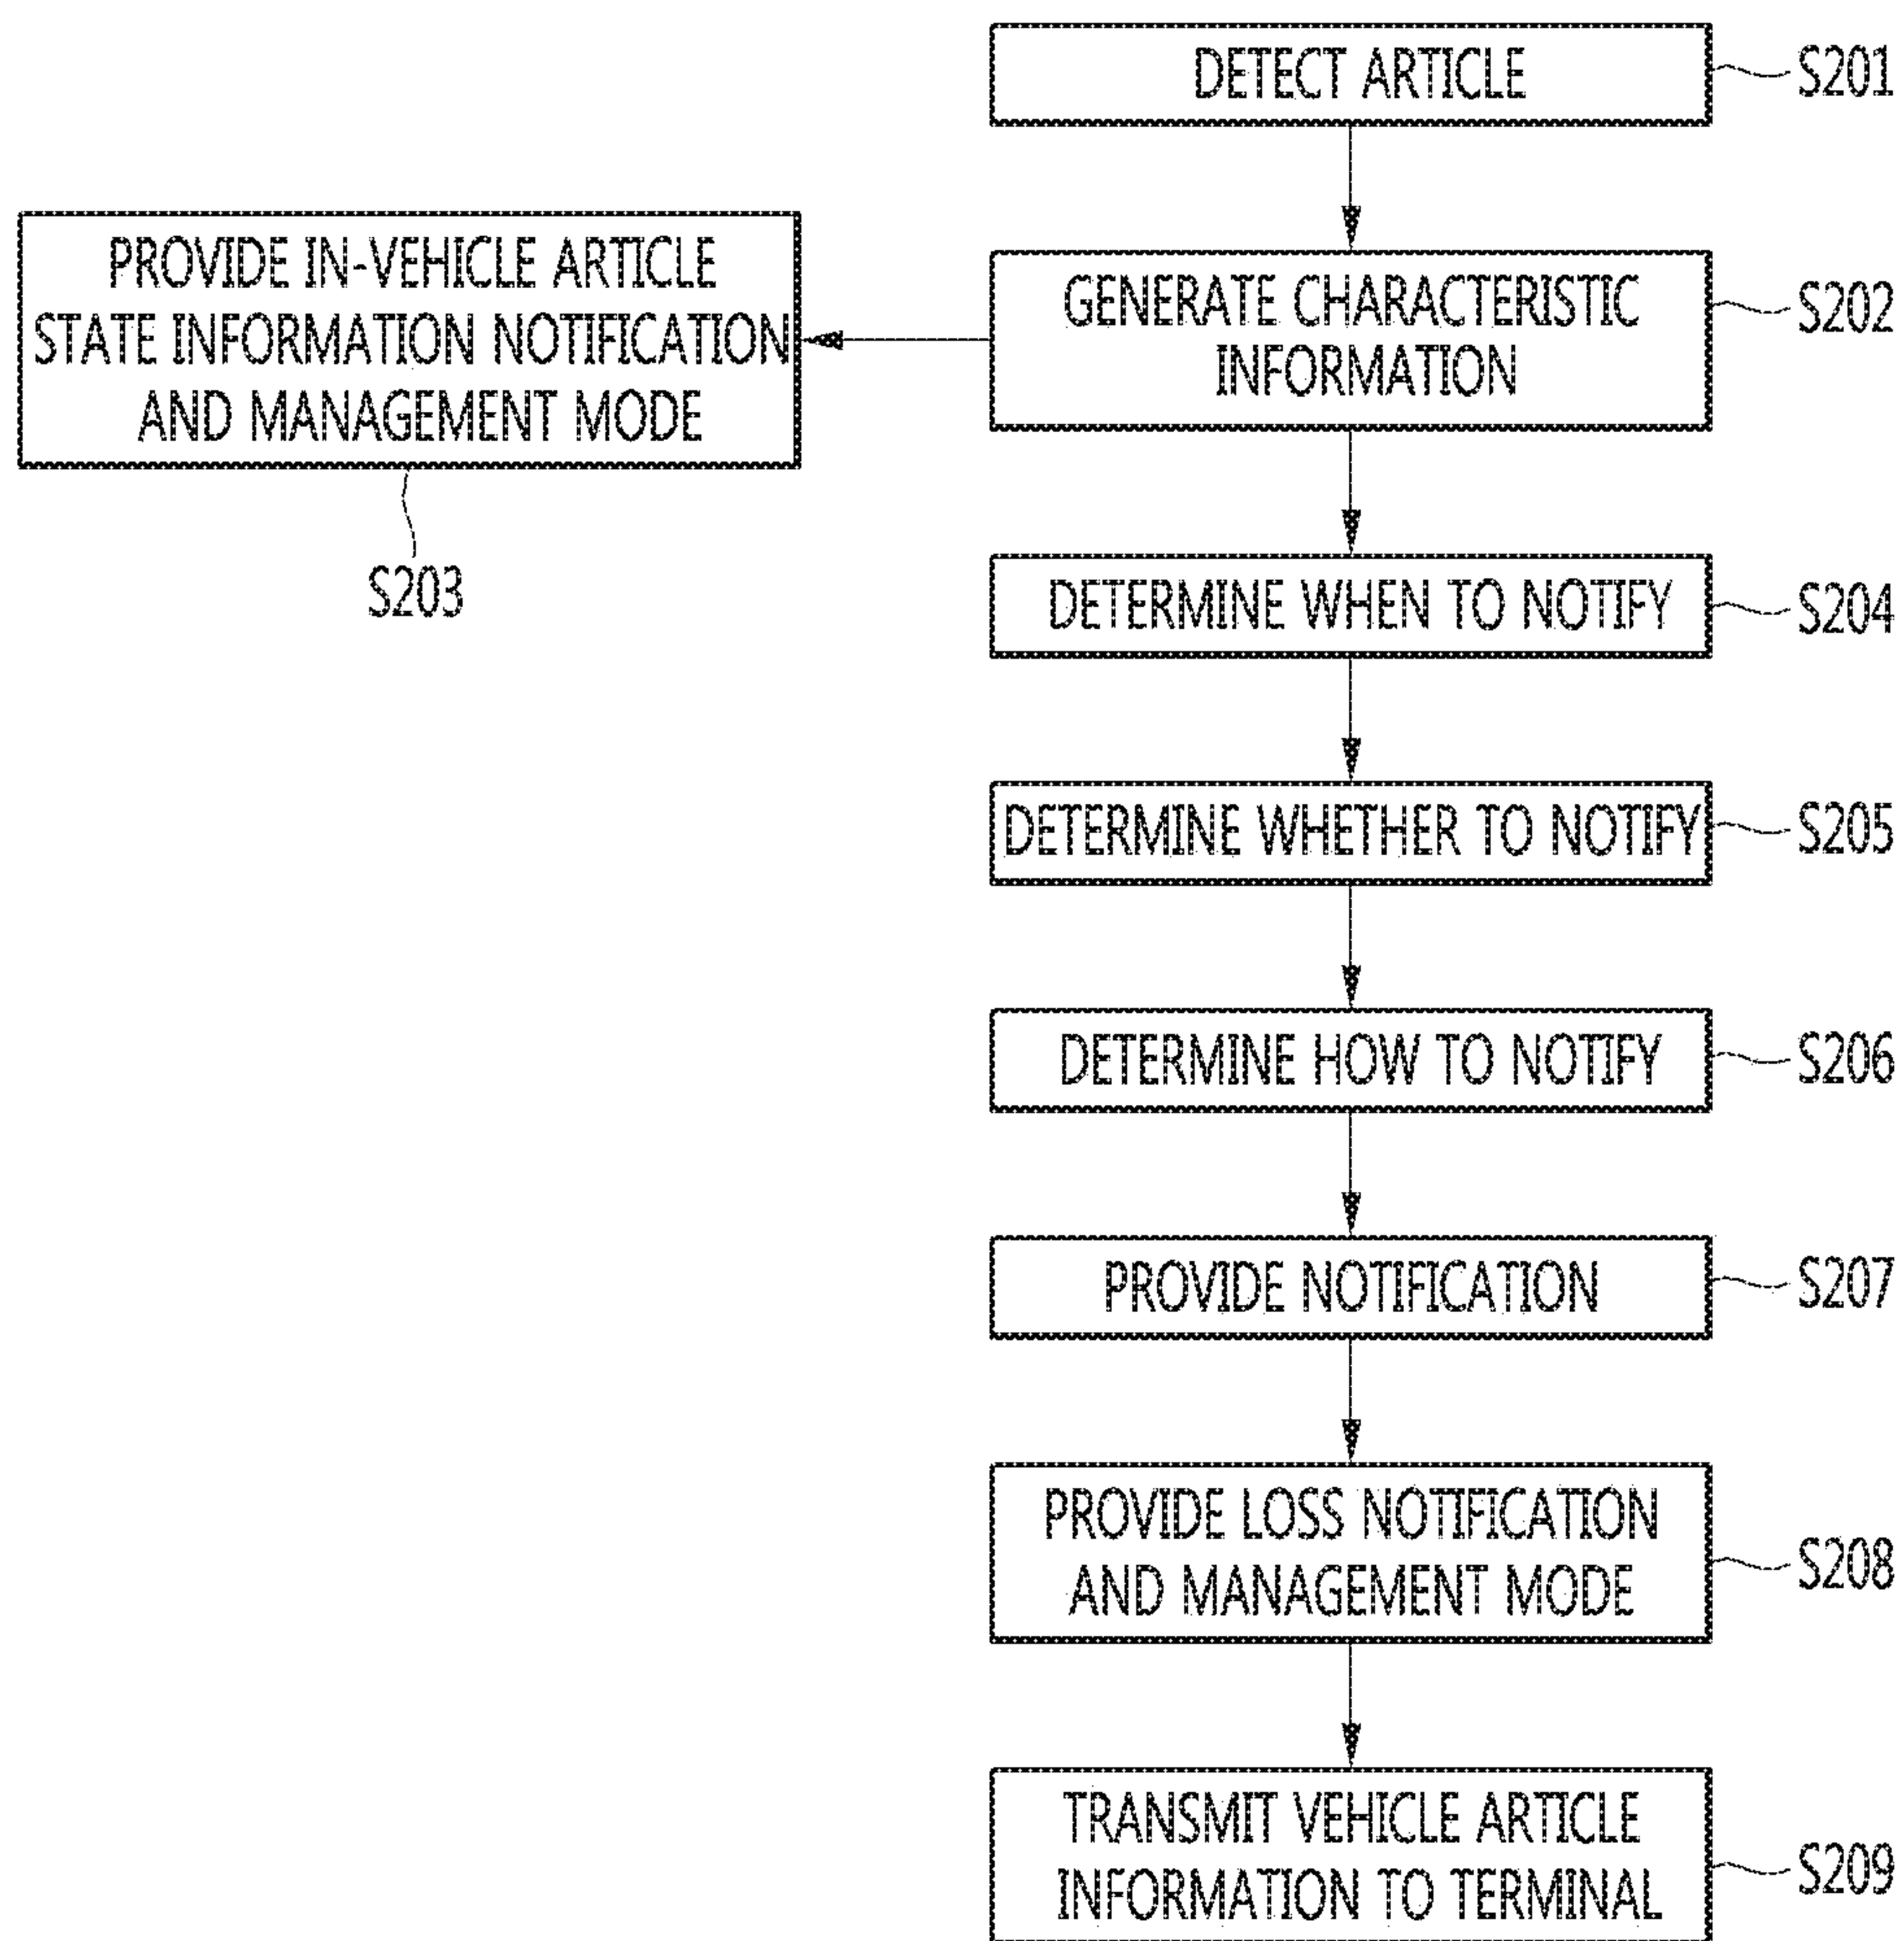 DETECT ARTICLE
S201
PROVIDE IN-VEHICLE ARTICLE
STATE INFORMATION NOTIFICATION
AND MANAGEMENT MODE
S203
GENERATE CHARACTERISTIC
INFORMATION
S202
DETERMINE WHEN TO NOTIFY
S204
DETERMINE WHETHER TO NOTIFY
S205
DETERMINE HOW TO NOTIFY
S206
PROVIDE NOTIFICATION
S207
PROVIDE LOSS NOTIFICATION
AND MANAGEMENT MODE
S208
TRANSMIT VEHICLE ARTICLE
INFORMATION TO TERMINAL
S209